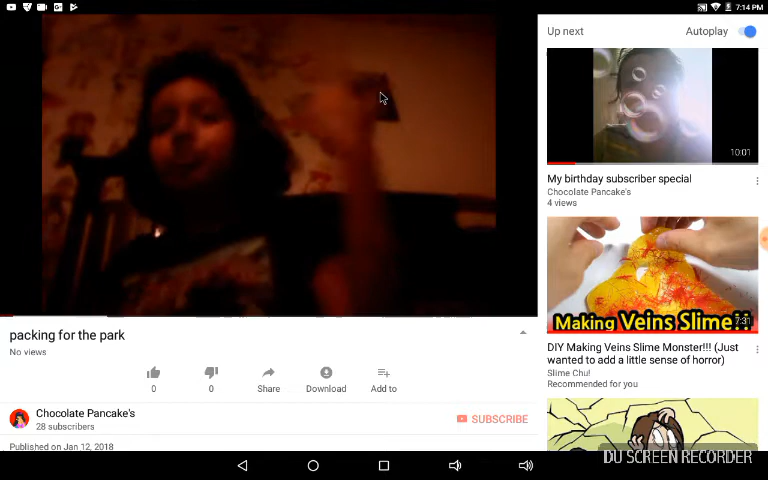 7:14 PM
Up next
Autoplay
10:01
My birthday subscriber special
Chocolate Pancake's
4 views
Making Veins Slime!!
7:31
DIY Making Veins Slime Monster!!! (Just
wanted to add a little sense of horror)
Slime Chu!
Recommended for you
packing for the park
No views
0
0
Share
Download
Add to
Chocolate Pancake's
28 subscribers
SUBSCRIBE
Published on Jan 12, 2018
DU SCREEN RECORDER